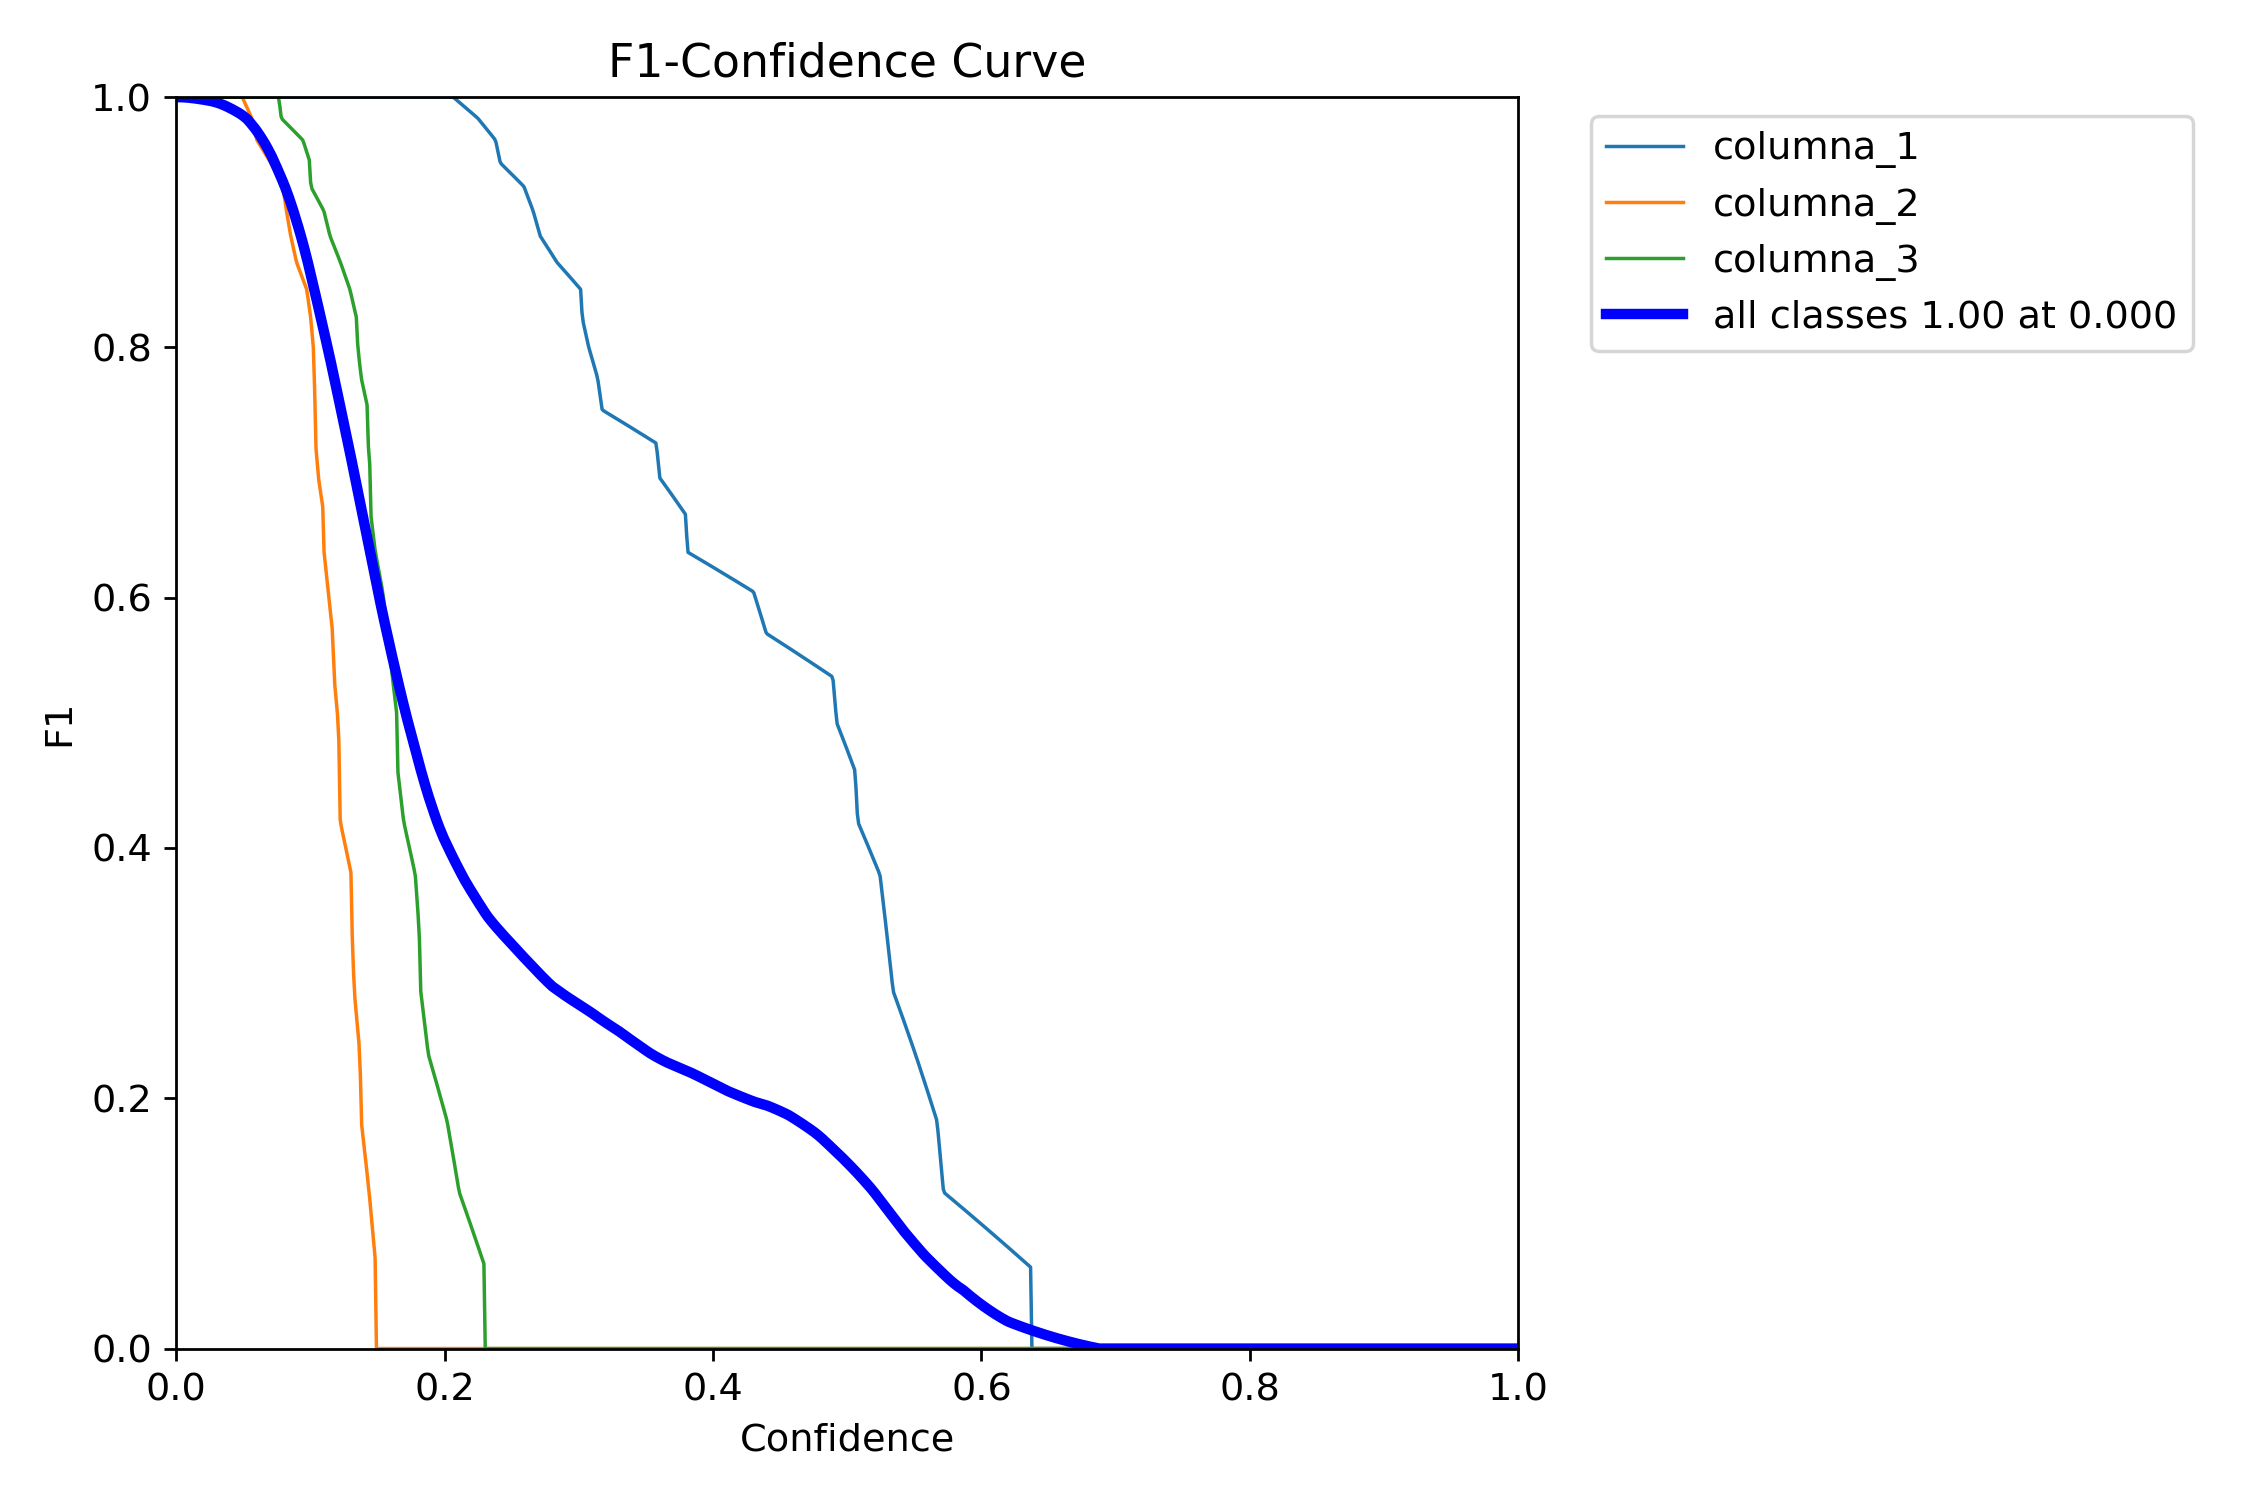 F1-Confidence Curve
1.0
0.8
0.6
0.4
0.2
0.0
F1
0.0 0.2 0.4 0.6 0.8 1.0
Confidence
columna_1
columna_2
columna_3
all classes 1.00 at 0.000